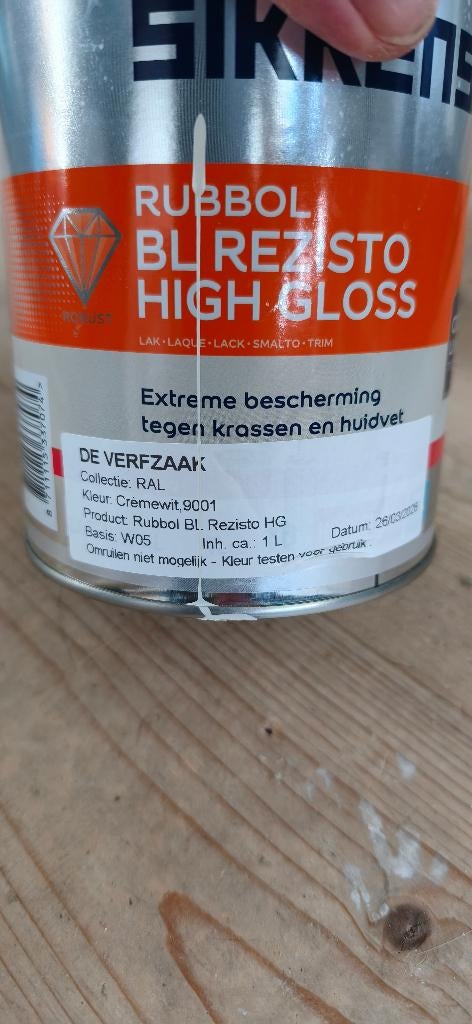 SIKKENS
RUBBOL
BL REZISTO
HIGH GLOSS
ROBUST
LAK • LAQUE • LACK • SMALTO • TRIM
Extreme bescherming
tegen krassen en huidvet
DE VERFZAAK
Collectie: RAL
Kleur: Crèmewit,9001
Product: Rubbol Bl. Rezisto HG
Basis: W05 Inh. ca.: 1 L Datum: 26/03/2026
Omruilen niet mogelijk - Kleur testen voor gebruik.